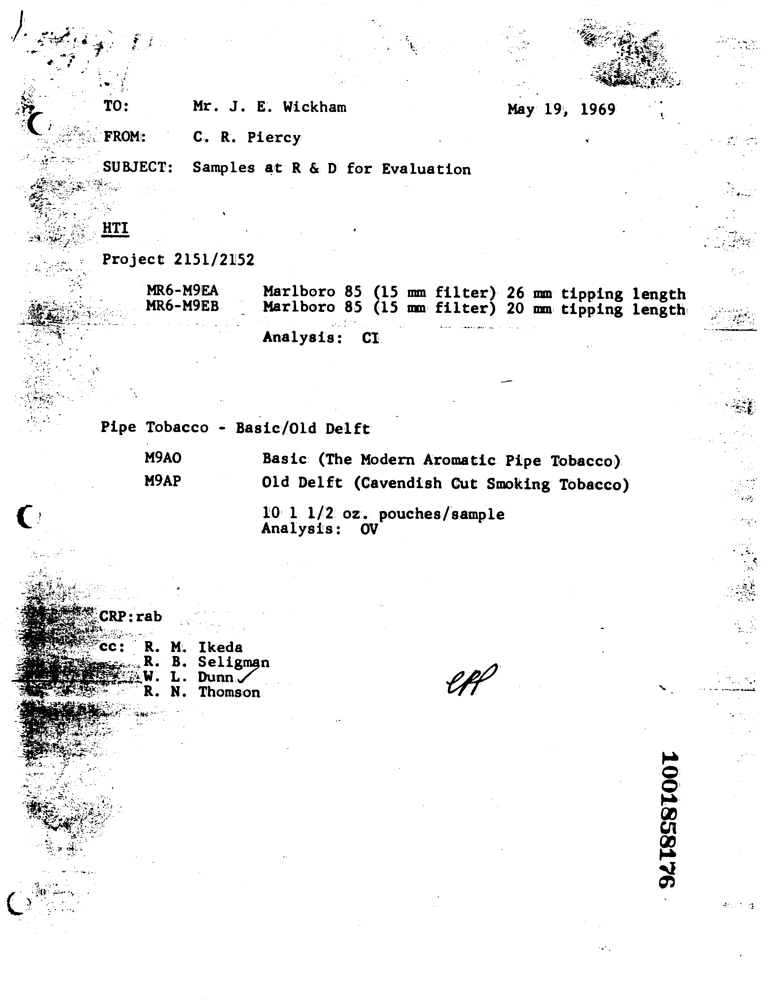 TO: Mr. J. E. Wickham May 19, 1969
FROM: C. R. Piercy
SUBJECT: Samples at R & D for Evaluation
HTI
Project 2151/2152
MR6-M9EA Marlboro 85 (15 mm filter) 26 mm tipping length
MR6-M9EB Marlboro 85 (15 mm filter) 20 mm tipping length
Analysis: CI
Pipe Tobacco - Basic/Old Delft
M9AO Basic (The Modern Aromatic Pipe Tobacco)
M9AP Old Delft (Cavendish Cut Smoking Tobacco)
10 1 1/2 oz. pouches/sample
Analysis: OV
CRP:rab
cc: R. M. Ikeda
R. B. Seligman
W. L. Dunn
R. N. Thomson
1001858176